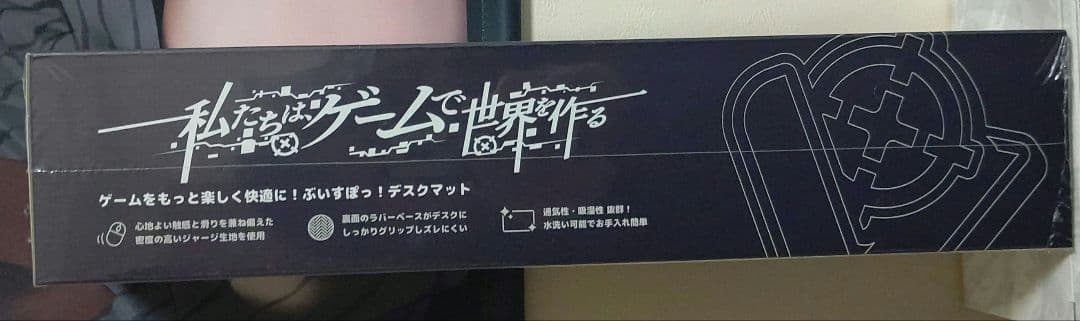 私たちは、ゲームで世界を作る
ゲームをもっと楽しく快適に！ぶいすぽっ！デスクマット
心地よい触感と滑りを兼ね備えた
密度の高いジャージ生地を使用
裏面のラバーベースがデスクに
しっかりグリップしズレにくい
通気性・吸湿性 抜群！
水洗い可能でお手入れ簡単